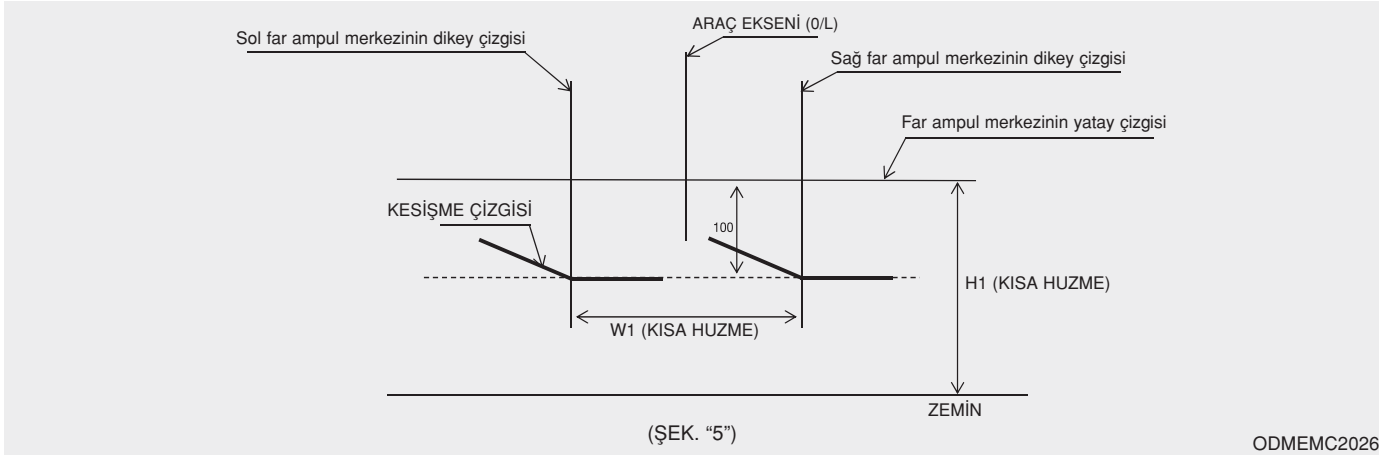 ARAÇ EKSENİ (0/L)
Sol far ampul merkezinin dikey çizgisi
Sağ far ampul merkezinin dikey çizgisi
Far ampul merkezinin yatay çizgisi
KESİŞME ÇİZGİSİ
100
H1 (KISA HUZME)
W1 (KISA HUZME)
ZEMİN
(ŞEK. “5”)
ODMEMC2026